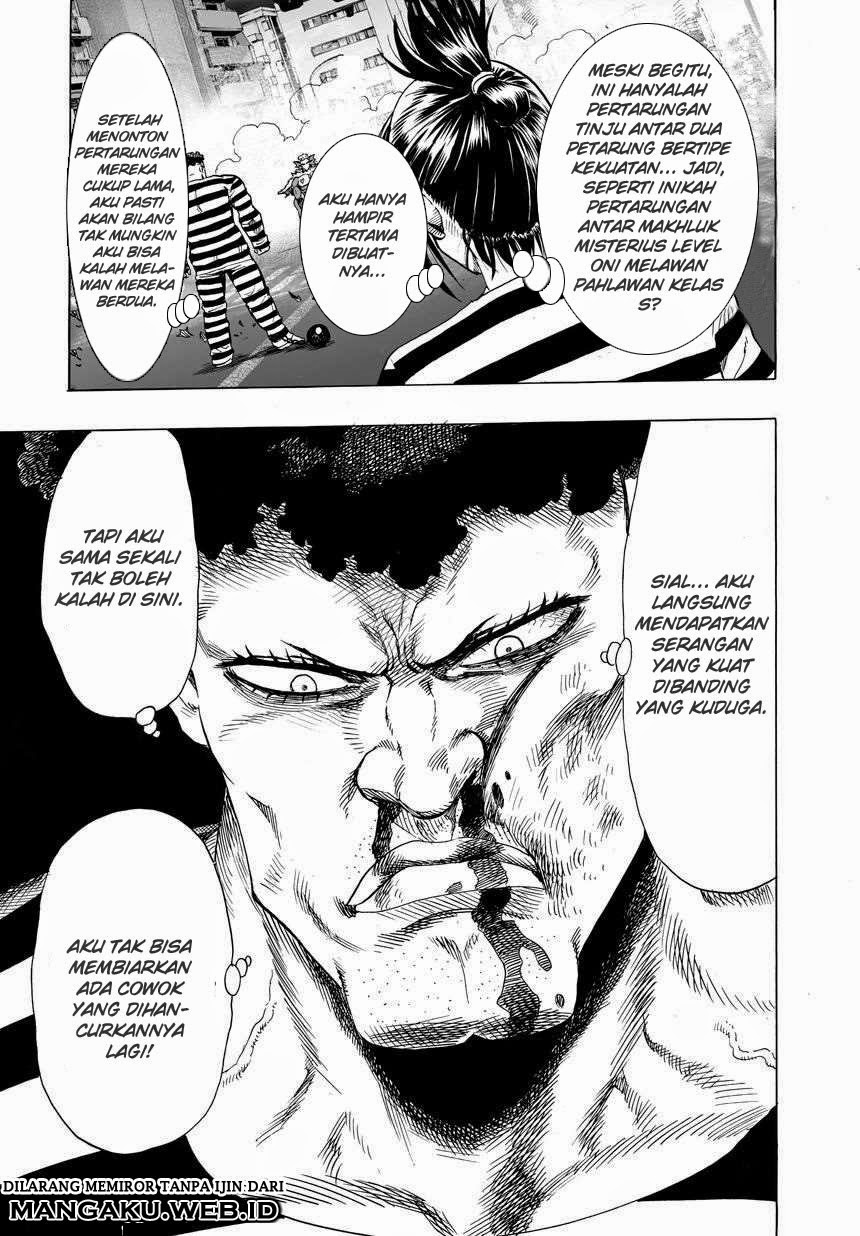 MESKI BEGITU,
INI HANYALAH
PERTARUNGAN
TINJU ANTAR DUA
PETARUNG BERTIPE
KEKUATAN... JADI,
SEPERTI INIKAH
PERTARUNGAN
ANTAR MAKHLUK
MISTERIUS LEVEL
ONI MELAWAN
PAHLAWAN KELAS
S?
AKU HANYA
HAMPIR
TERTAWA
DIBUAT-
NYA...
SETELAH
MENONTON
PERTARUNGAN
MEREKA
CUKUP LAMA,
AKU PASTI
AKAN BILANG
TAK MUNGKIN
AKU BISA
KALAH MELA-
WAN MEREKA
BERDUA.
SIAL... AKU
LANGSUNG
MENDAPATKAN
SERANGAN
YANG KUAT
DIBANDING
YANG KUDUGA.
TAPI AKU
SAMA SEKALI
TAK BOLEH
KALAH DI SINI.
AKU TAK BISA
MEMBIARKAN
ADA COWOK
YANG DIHAN-
CURKANNYA
LAGI!
DILARANG MEMIROR TANPA IJIN DARI
MANGAKU.WEB.ID